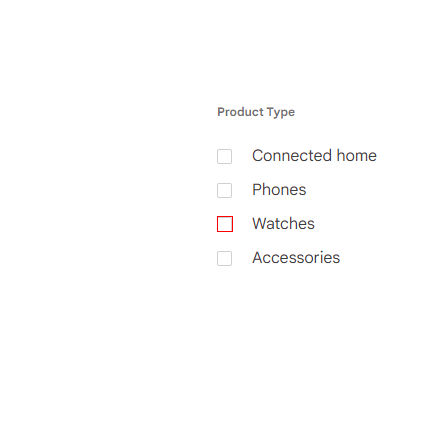 Product Type
Connected home
Phones
Watches
Accessories